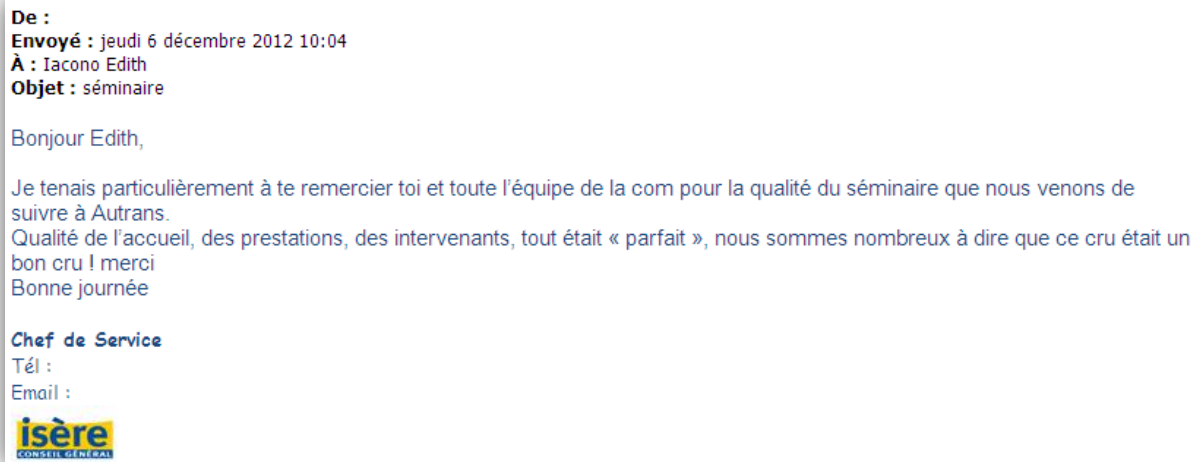 De :
Envoyé : jeudi 6 décembre 2012 10:04
À : Iacono Edith
Objet : séminaire
Bonjour Edith,
Je tenais particulièrement à te remercier toi et toute l'équipe de la com pour la qualité du séminaire que nous venons de
suivre à Autrans.
Qualité de l'accueil, des prestations, des intervenants, tout était « parfait », nous sommes nombreux à dire que ce cru était un
bon cru ! merci
Bonne journée
Chef de Service
Tél :
Email :
isère
CONSEIL GÉNÉRAL